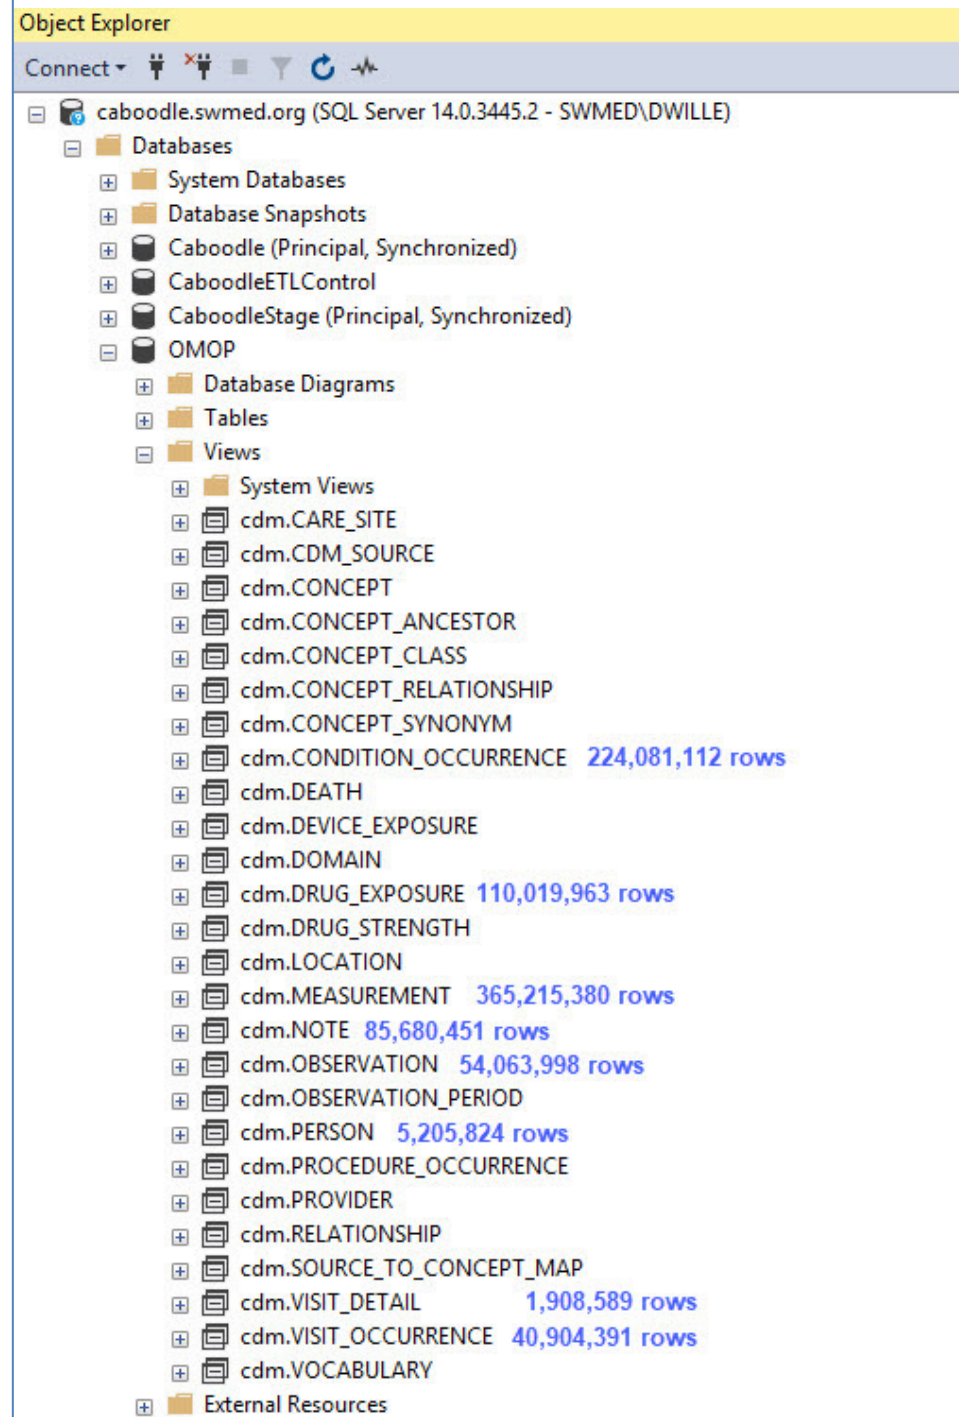 Object Explorer
Connect
caboodle.swmed.org (SQL Server 14.0.3445.2 - SWMED\DWILLE)
Databases
System Databases
Database Snapshots
Caboodle (Principal, Synchronized)
CaboodleETLControl
CaboodleStage (Principal, Synchronized)
OMOP
Database Diagrams
Tables
Views
System Views
cdm.CARE_SITE
cdm.CDM_SOURCE
cdm.CONCEPT
cdm.CONCEPT_ANCESTOR
cdm.CONCEPT_CLASS
cdm.CONCEPT_RELATIONSHIP
cdm.CONCEPT_SYNONYM
cdm.CONDITION_OCCURRENCE 224,081,112 rows
cdm.DEATH
cdm.DEVICE_EXPOSURE
cdm.DOMAIN
cdm.DRUG_EXPOSURE 110,019,963 rows
cdm.DRUG_STRENGTH
cdm.LOCATION
cdm.MEASUREMENT 365,215,380 rows
cdm.NOTE 85,680,451 rows
cdm.OBSERVATION 54,063,998 rows
cdm.OBSERVATION_PERIOD
cdm.PERSON 5,205,824 rows
cdm.PROCEDURE_OCCURRENCE
cdm.PROVIDER
cdm.RELATIONSHIP
cdm.SOURCE_TO_CONCEPT_MAP
cdm.VISIT_DETAIL 1,908,589 rows
cdm.VISIT_OCCURRENCE 40,904,391 rows
cdm.VOCABULARY
External Resources